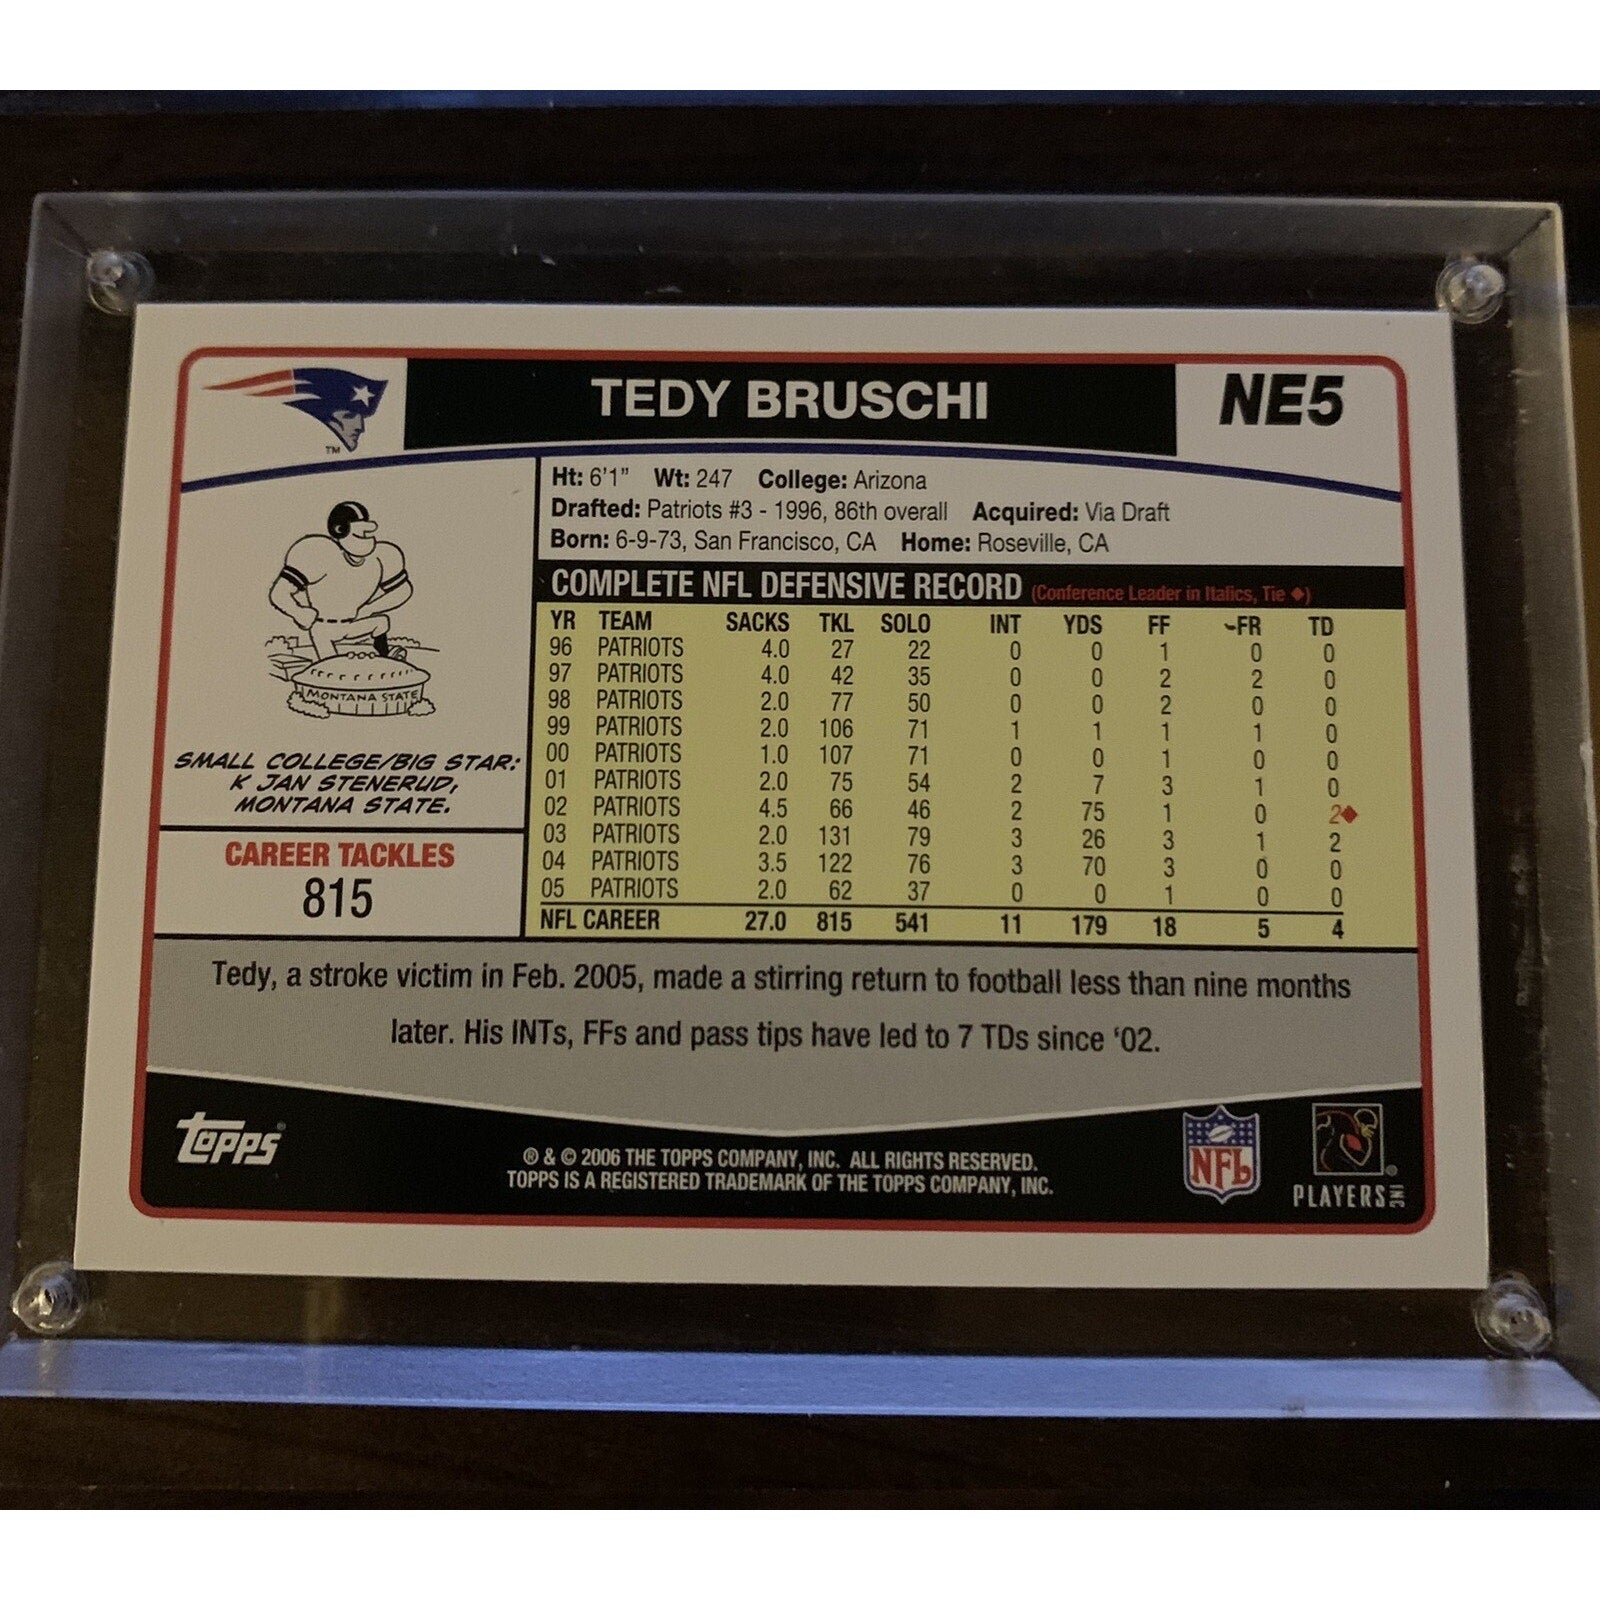 TEDY BRUSCHI
NE5
TM
Ht: 6'1" Wt: 247 College: Arizona
Drafted: Patriots #3 - 1996, 86th overall Acquired: Via Draft
Born: 6-9-73, San Francisco, CA Home: Roseville, CA
MONTANA STATE
SMALL COLLEGE/BIG STAR:
K JAN STENERUD,
MONTANA STATE.
CAREER TACKLES
815
COMPLETE NFL DEFENSIVE RECORD (Conference Leader in Italics, Tie ♦)
YR TEAM SACKS TKL SOLO INT YDS FF FR TD
96 PATRIOTS 4.0 27 22 0 0 1 0 0
97 PATRIOTS 4.0 42 35 0 0 2 2 0
98 PATRIOTS 2.0 77 50 0 0 2 0 0
99 PATRIOTS 2.0 106 71 1 1 1 1 0
00 PATRIOTS 1.0 107 71 0 0 1 0 0
01 PATRIOTS 2.0 75 54 2 7 3 1 0
02 PATRIOTS 4.5 66 46 2 75 1 0 2♦
03 PATRIOTS 2.0 131 79 3 26 3 1 2
04 PATRIOTS 3.5 122 76 3 70 3 0 0
05 PATRIOTS 2.0 62 37 0 0 1 0 0
NFL CAREER 27.0 815 541 11 179 18 5 4
Tedy, a stroke victim in Feb. 2005, made a stirring return to football less than nine months
later. His INTs, FFs and pass tips have led to 7 TDs since '02.
topps®
® & © 2006 THE TOPPS COMPANY, INC. ALL RIGHTS RESERVED.
TOPPS IS A REGISTERED TRADEMARK OF THE TOPPS COMPANY, INC.
NFL
PLAYERS INC ®